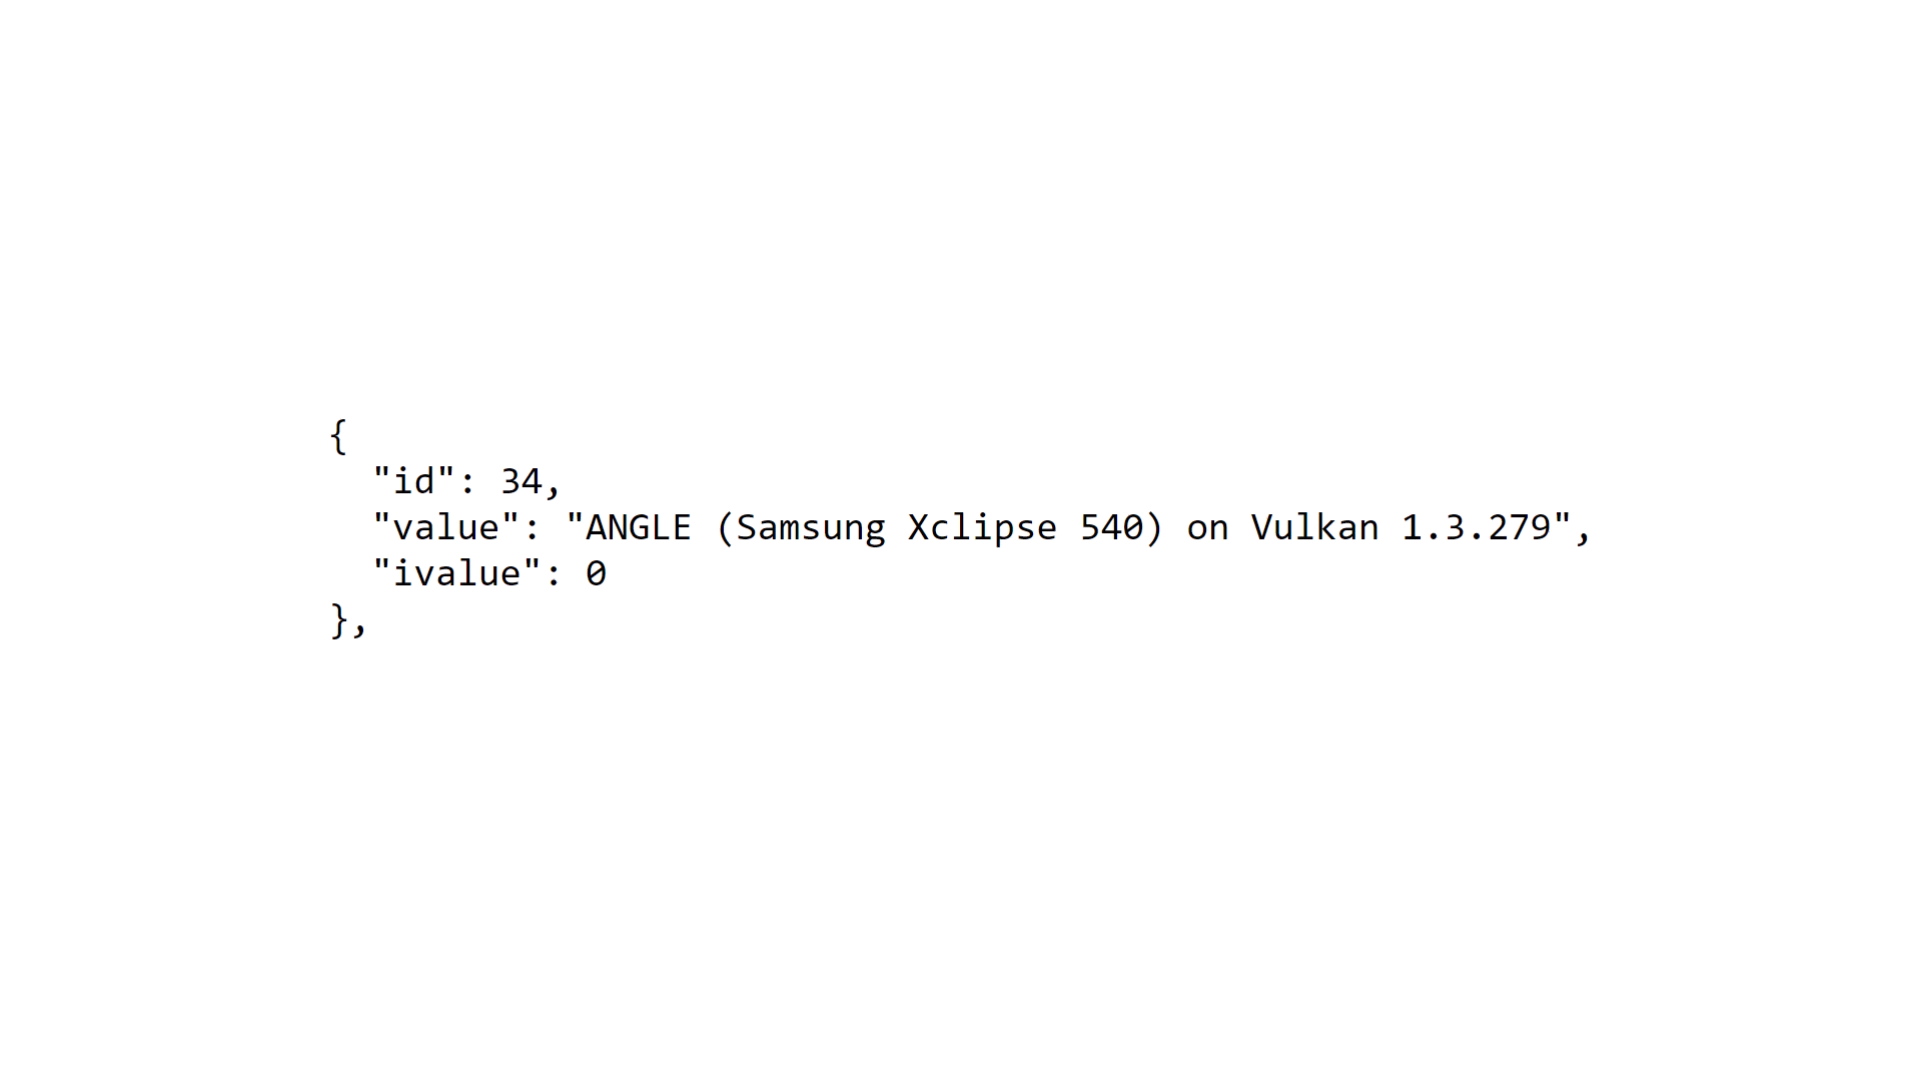 {
  "id": 34,
  "value": "ANGLE (Samsung Xclipse 540) on Vulkan 1.3.279",
  "ivalue": 0
},